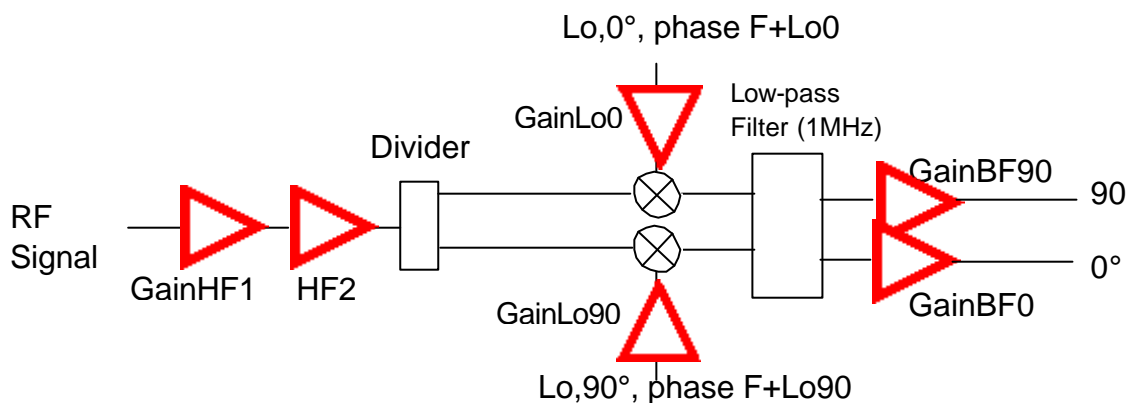 Lo,0°, phase F+Lo0
GainLo0
Low-pass
Filter (1MHz)
Divider
GainBF90
90
RF
Signal
GainHF1
HF2
0°
GainLo90
GainBF0
Lo,90°, phase F+Lo90